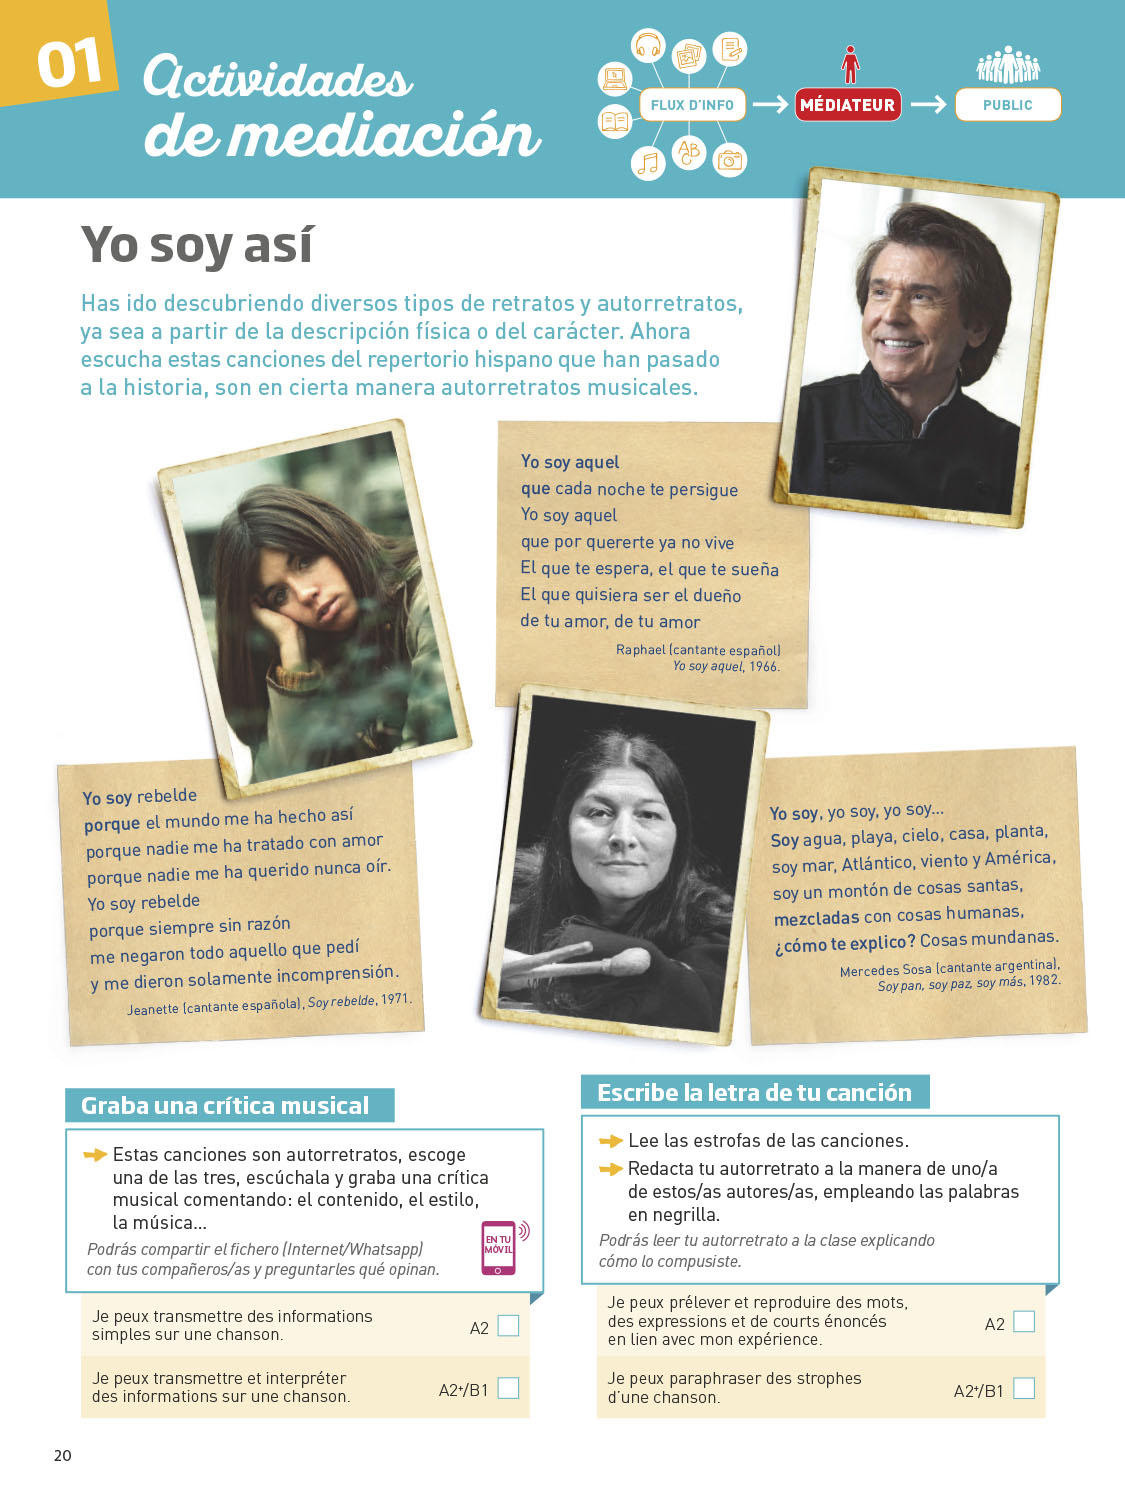 01
Actividades
de mediación
FLUX D'INFO
MÉDIATEUR
PUBLIC
AB
C
Yo soy así
Has ido descubriendo diversos tipos de retratos y autorretratos,
ya sea a partir de la descripción física o del carácter. Ahora
escucha estas canciones del repertorio hispano que han pasado
a la historia, son en cierta manera autorretratos musicales.
Yo soy aquel
que cada noche te persigue
Yo soy aquel
que por quererte ya no vive
El que te espera, el que te sueña
El que quisiera ser el dueño
de tu amor, de tu amor
Raphael (cantante español)
Yo soy aquel, 1966.
Yo soy rebelde
porque el mundo me ha hecho así
porque nadie me ha tratado con amor
porque nadie me ha querido nunca oír.
Yo soy rebelde
porque siempre sin razón
me negaron todo aquello que pedí
y me dieron solamente incomprensión.
Jeanette (cantante española), Soy rebelde, 1971.
Yo soy, yo soy, yo soy...
Soy agua, playa, cielo, casa, planta,
soy mar, Atlántico, viento y América,
soy un montón de cosas santas,
mezcladas con cosas humanas,
¿cómo te explico? Cosas mundanas.
Mercedes Sosa (cantante argentina),
Soy pan, soy paz, soy más, 1982.
Graba una crítica musical
Estas canciones son autorretratos, escoge
una de las tres, escúchala y graba una crítica
musical comentando: el contenido, el estilo,
la música...
Podrás compartir el fichero (Internet/Whatsapp)
con tus compañeros/as y preguntarles qué opinan.
EN TU
MÓVIL
Je peux transmettre des informations
simples sur une chanson.
A2
Je peux transmettre et interpréter
des informations sur une chanson.
A2+/B1
Escribe la letra de tu canción
Lee las estrofas de las canciones.
Redacta tu autorretrato a la manera de uno/a
de estos/as autores/as, empleando las palabras
en negrilla.
Podrás leer tu autorretrato a la clase explicando
cómo lo compusiste.
Je peux prélever et reproduire des mots,
des expressions et de courts énoncés
en lien avec mon expérience.
A2
Je peux paraphraser des strophes
d'une chanson.
A2+/B1
20